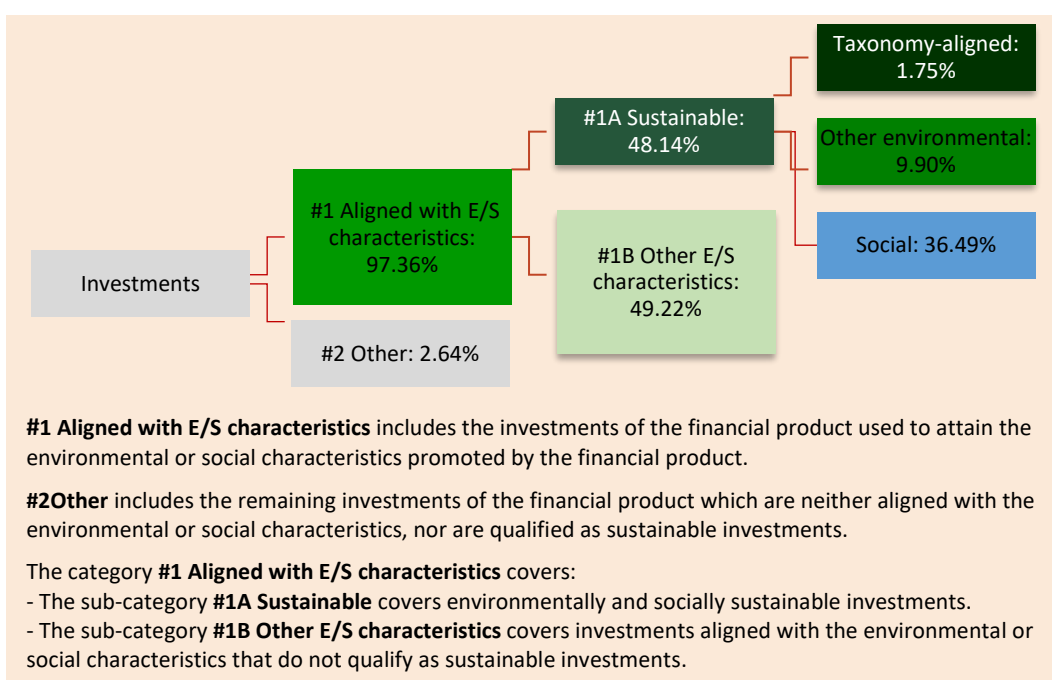 Taxonomy-aligned:
1.75%
#1A Sustainable:
48.14%
Other environmental:
9.90%
#1 Aligned with E/S
characteristics:
97.36%
#1B Other E/S
characteristics:
49.22%
Social: 36.49%
Investments
#2 Other: 2.64%
#1 Aligned with E/S characteristics includes the investments of the financial product used to attain the
environmental or social characteristics promoted by the financial product.
#2Other includes the remaining investments of the financial product which are neither aligned with the
environmental or social characteristics, nor are qualified as sustainable investments.
The category #1 Aligned with E/S characteristics covers:
- The sub-category #1A Sustainable covers environmentally and socially sustainable investments.
- The sub-category #1B Other E/S characteristics covers investments aligned with the environmental or
social characteristics that do not qualify as sustainable investments.